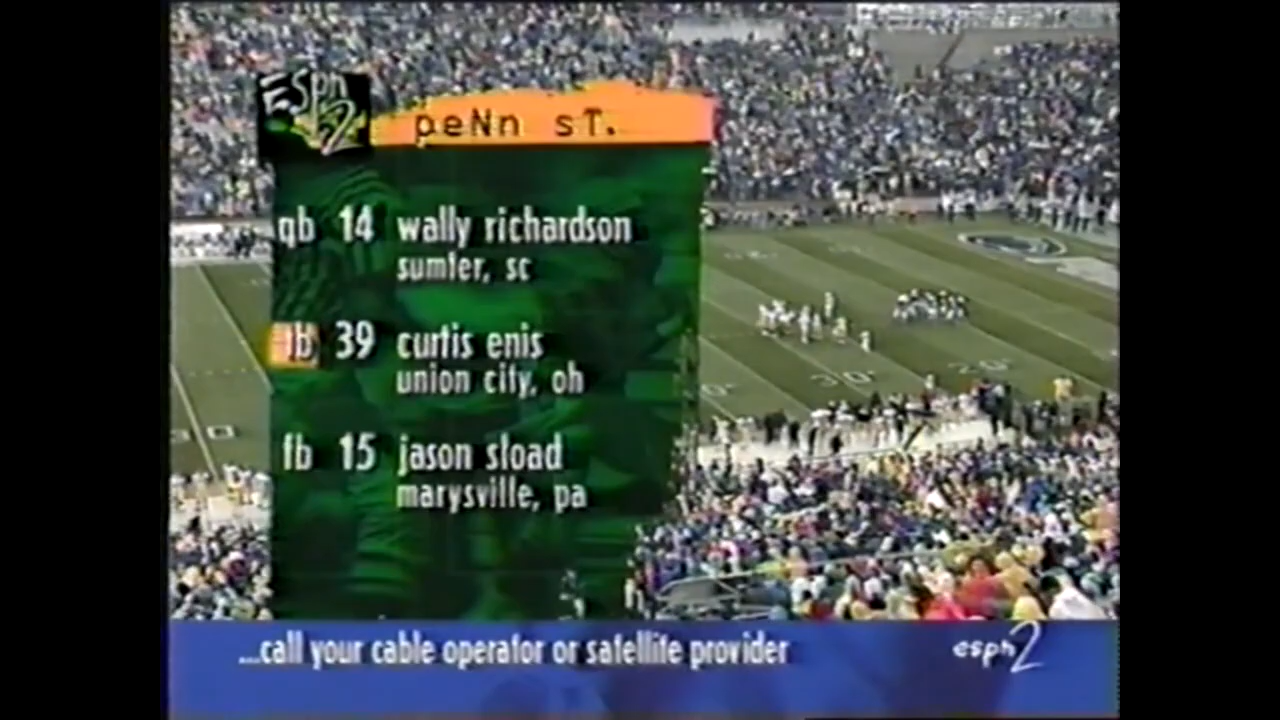 ESpn2
peNn sT.
qb 14 wally richardson
sumter, sc
39 curtis enis
union city, oh
fb 15 jason sload
marysville, pa
30
...call your cable operator or satellite provider
espn2